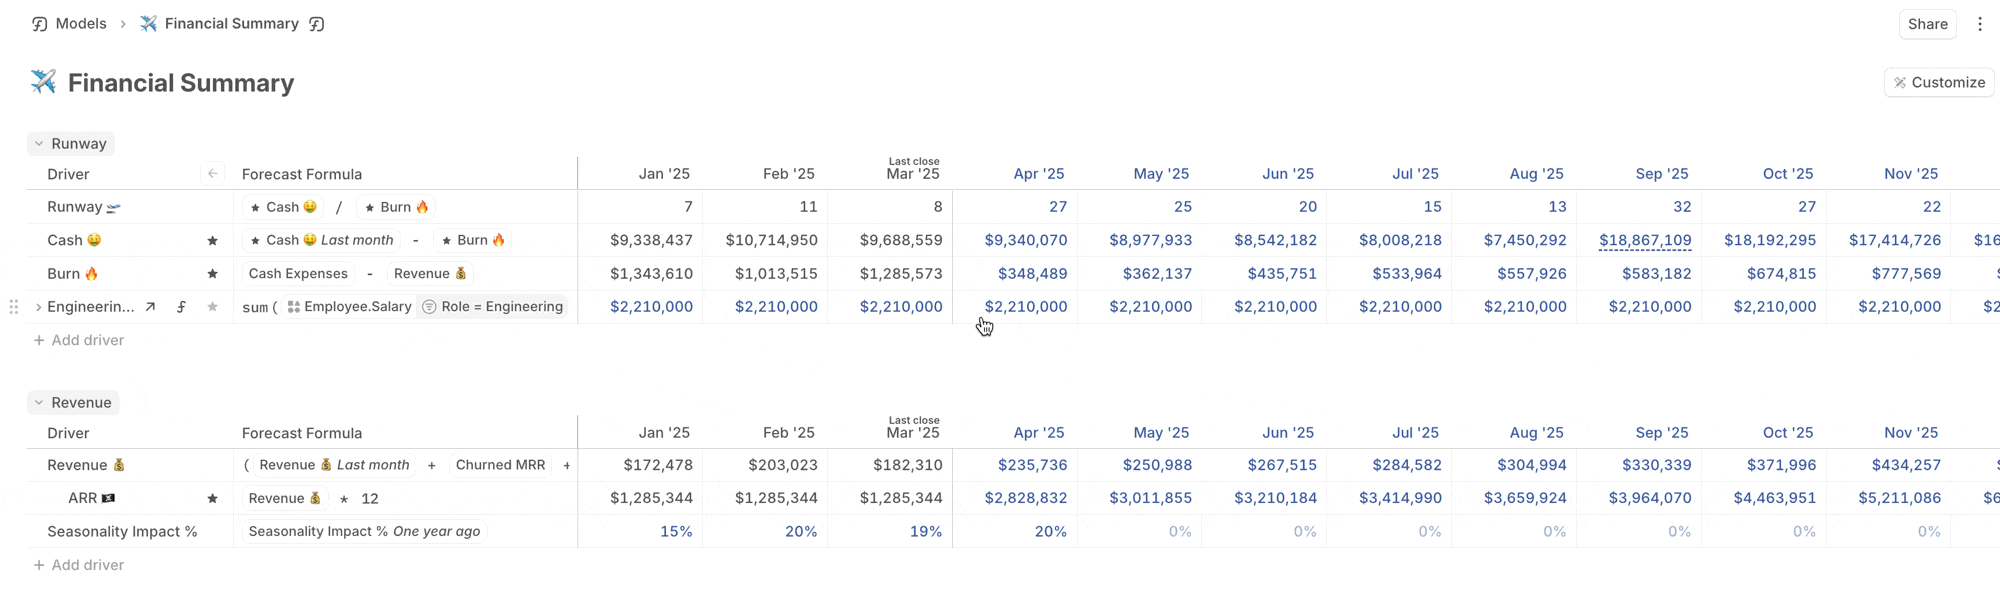 Models > ✈️ Financial Summary
Share
✈️ Financial Summary
Customize
Runway
Driver Forecast Formula Jan '25 Feb '25 Last close Mar '25 Apr '25 May '25 Jun '25 Jul '25 Aug '25 Sep '25 Oct '25 Nov '25
Runway 🛫 ★ Cash 🤑 / ★ Burn 🔥 7 11 8 27 25 20 15 13 32 27 22
Cash 🤑 ★ ★ Cash 🤑 Last month - ★ Burn 🔥 $9,338,437 $10,714,950 $9,688,559 $9,340,070 $8,977,933 $8,542,182 $8,008,218 $7,450,292 $18,867,109 $18,192,295 $17,414,726 $16
Burn 🔥 ★ Cash Expenses - Revenue 💰 $1,343,610 $1,013,515 $1,285,573 $348,489 $362,137 $435,751 $533,964 $557,926 $583,182 $674,815 $777,569 $
Engineerin... ƒ ★ sum ( Employee.Salary Role = Engineering $2,210,000 $2,210,000 $2,210,000 $2,210,000 $2,210,000 $2,210,000 $2,210,000 $2,210,000 $2,210,000 $2,210,000 $2,210,000 $2
+ Add driver
Revenue
Driver Forecast Formula Jan '25 Feb '25 Last close Mar '25 Apr '25 May '25 Jun '25 Jul '25 Aug '25 Sep '25 Oct '25 Nov '25
Revenue 💰 ( Revenue 💰 Last month + Churned MRR + $172,478 $203,023 $182,310 $235,736 $250,988 $267,515 $284,582 $304,994 $330,339 $371,996 $434,257 $
ARR 🏴‍☠️ ★ Revenue 💰 * 12 $1,285,344 $1,285,344 $1,285,344 $2,828,832 $3,011,855 $3,210,184 $3,414,990 $3,659,924 $3,964,070 $4,463,951 $5,211,086 $6
Seasonality Impact % Seasonality Impact % One year ago 15% 20% 19% 20% 0% 0% 0% 0% 0% 0% 0%
+ Add driver